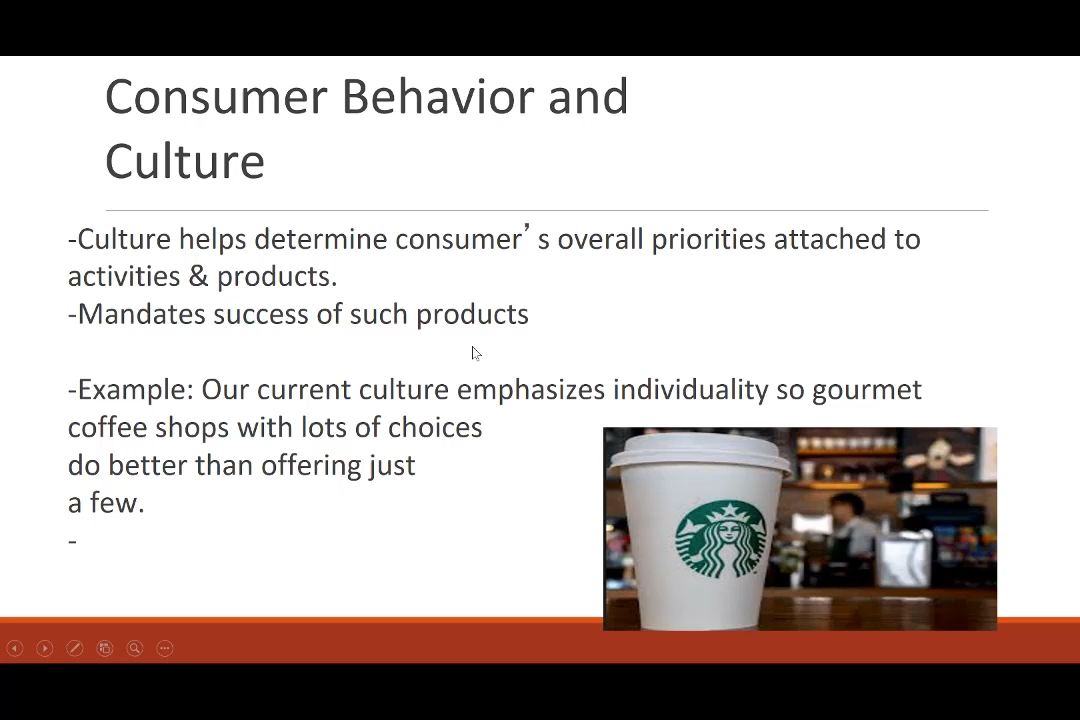 Consumer Behavior and
Culture
-Culture helps determine consumer’s overall priorities attached to
activities & products.
-Mandates success of such products
-Example: Our current culture emphasizes individuality so gourmet
coffee shops with lots of choices
do better than offering just
a few.
-